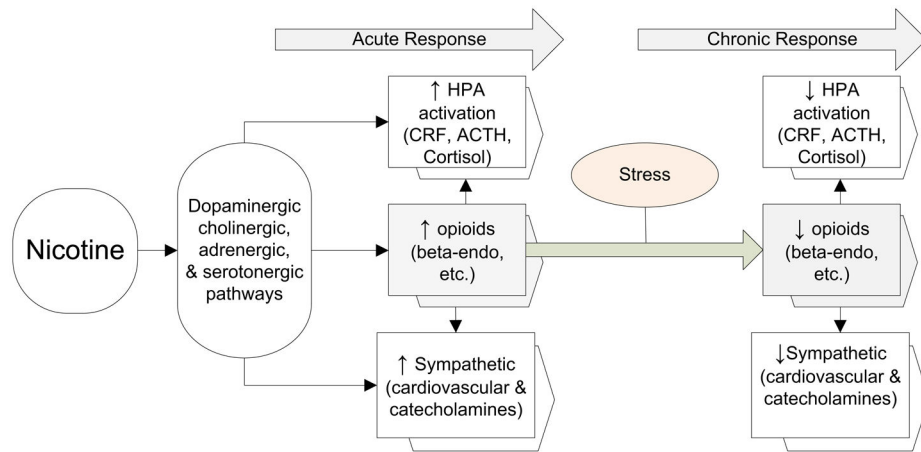 Acute Response
Chronic Response
Nicotine
Dopaminergic
cholinergic,
adrenergic,
& serotonergic
pathways
↑ HPA
activation
(CRF, ACTH,
Cortisol)
↑ opioids
(beta-endo,
etc.)
↑ Sympathetic
(cardiovascular &
catecholamines)
Stress
↓ HPA
activation
(CRF, ACTH,
Cortisol)
↓ opioids
(beta-endo,
etc.)
↓Sympathetic
(cardiovascular &
catecholamines)